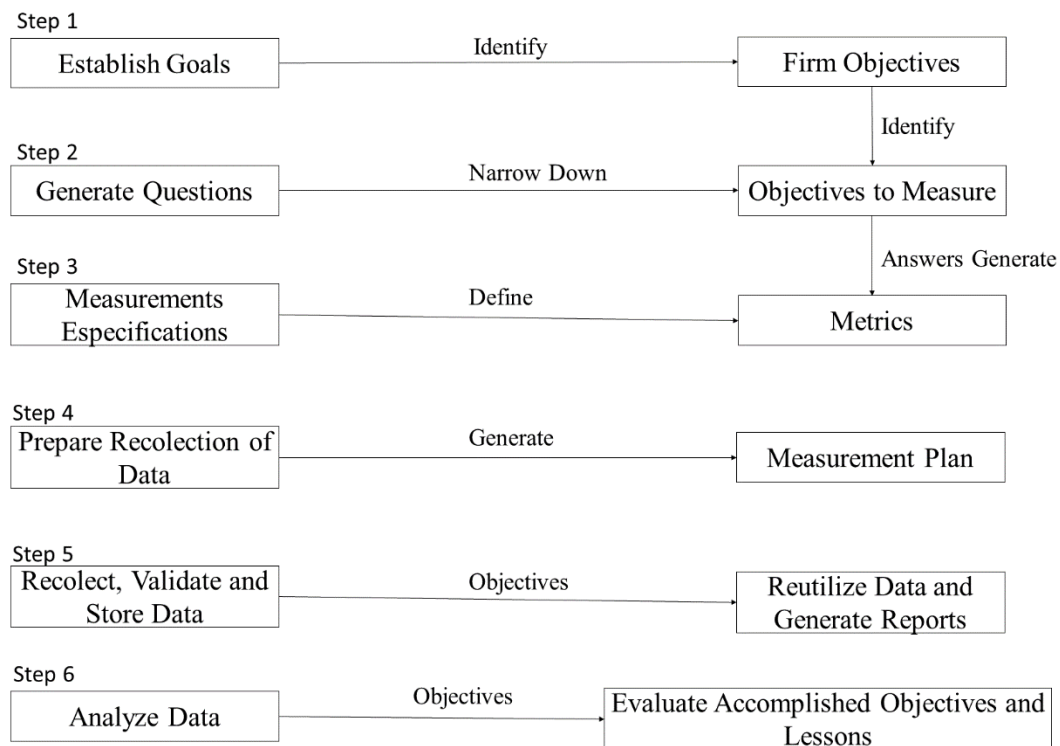 Step 1
Establish Goals
Identify
Firm Objectives
Identify
Step 2
Generate Questions
Narrow Down
Objectives to Measure
Answers Generate
Step 3
Measurements
Especifications
Define
Metrics
Step 4
Prepare Recolection of
Data
Generate
Measurement Plan
Step 5
Recolect, Validate and
Store Data
Objectives
Reutilize Data and
Generate Reports
Step 6
Analyze Data
Objectives
Evaluate Accomplished Objectives and
Lessons